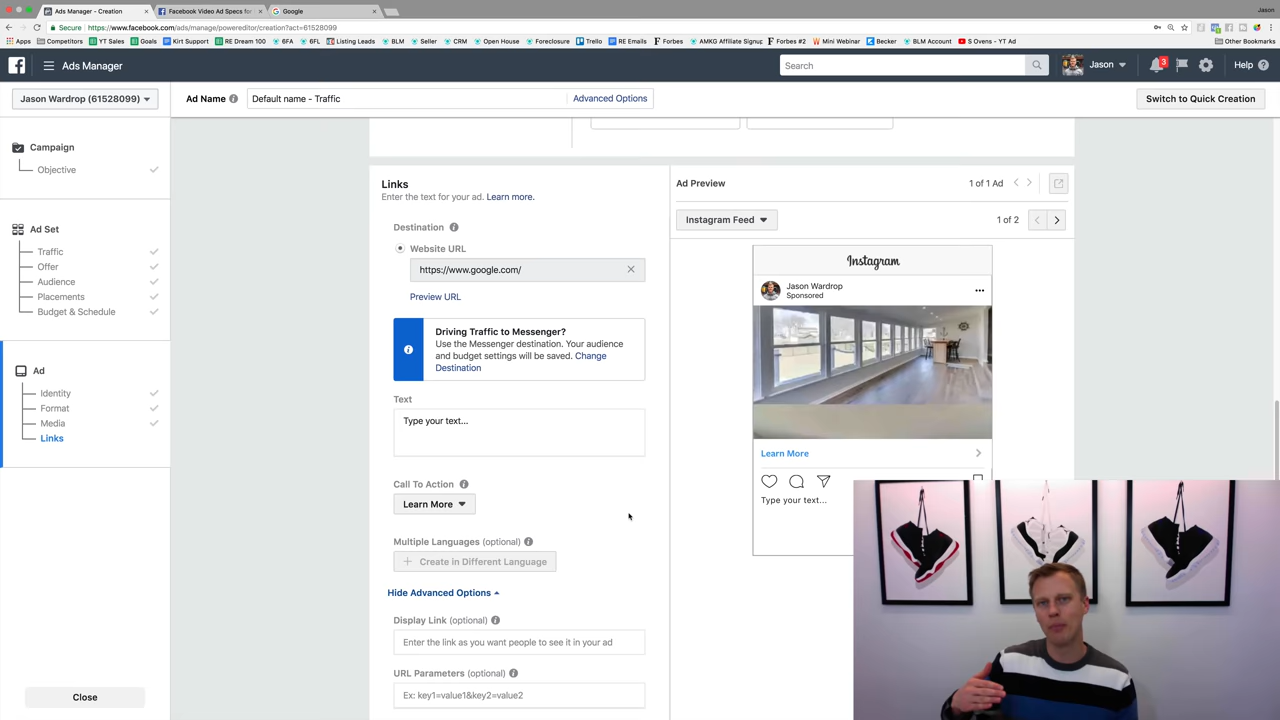 Ads Manager - Creation
Facebook Video Ad Specs for
Google
Jason
Secure
https://www.facebook.com/ads/manage/powereditor/creation?act=61528099
Apps
Competitors
YT Sales
Goals
Kirt Support
RE Dream 100
6FA
6FL
Listing Leads
BLM
Seller
CRM
Open House
Foreclosure
Trello
RE Emails
Forbes
AMKG Affiliate Signup
Forbes #2
Mini Webinar
Becker
BLM Account
S Ovens - YT Ad
Other Bookmarks
Ads Manager
Search
Jason
3
Help
Jason Wardrop (61528099)
Ad Name
Default name - Traffic
Advanced Options
Switch to Quick Creation
Campaign
Objective
Ad Set
Traffic
Offer
Audience
Placements
Budget & Schedule
Ad
Identity
Format
Media
Links
Close
Links
Enter the text for your ad. Learn more.
Destination
Website URL
https://www.google.com/
Preview URL
Driving Traffic to Messenger?
Use the Messenger destination. Your audience
and budget settings will be saved. Change
Destination
Text
Type your text...
Call To Action
Learn More
Multiple Languages (optional)
Create in Different Language
Hide Advanced Options
Display Link (optional)
Enter the link as you want people to see it in your ad
URL Parameters (optional)
Ex: key1=value1&key2=value2
Ad Preview
1 of 1 Ad
Instagram Feed
1 of 2
Instagram
Jason Wardrop
Sponsored
Learn More
Type your text...